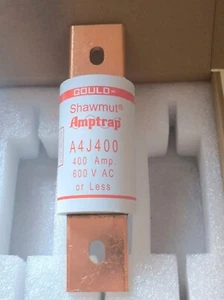 GOULD
Shawmut®
Amptrap®
A4J400
400 Amp.
600 V AC
or Less